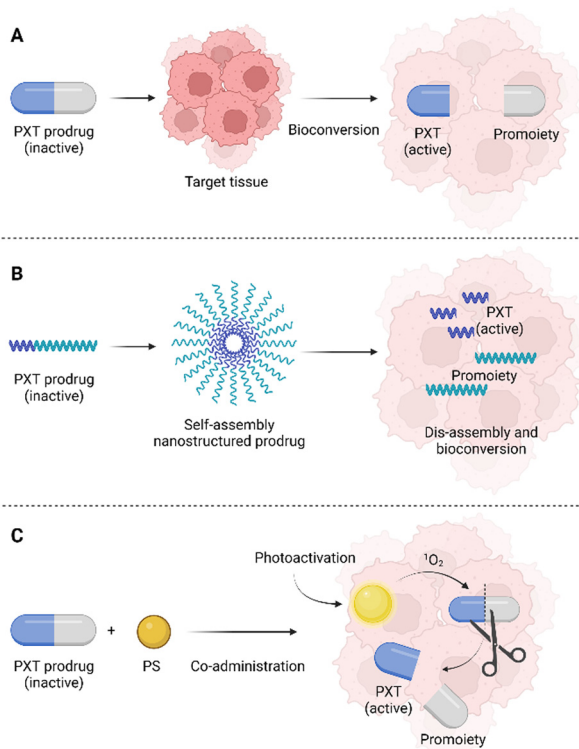 A
PXT prodrug
(inactive)
Target tissue
Bioconversion
PXT
(active)
Promoiety
B
PXT prodrug
(inactive)
Self-assembly
nanostructured prodrug
PXT
(active)
Promoiety
Dis-assembly and
bioconversion
C
Photoactivation
¹O₂
PXT prodrug
(inactive)
+
PS
Co-administration
PXT
(active)
Promoiety